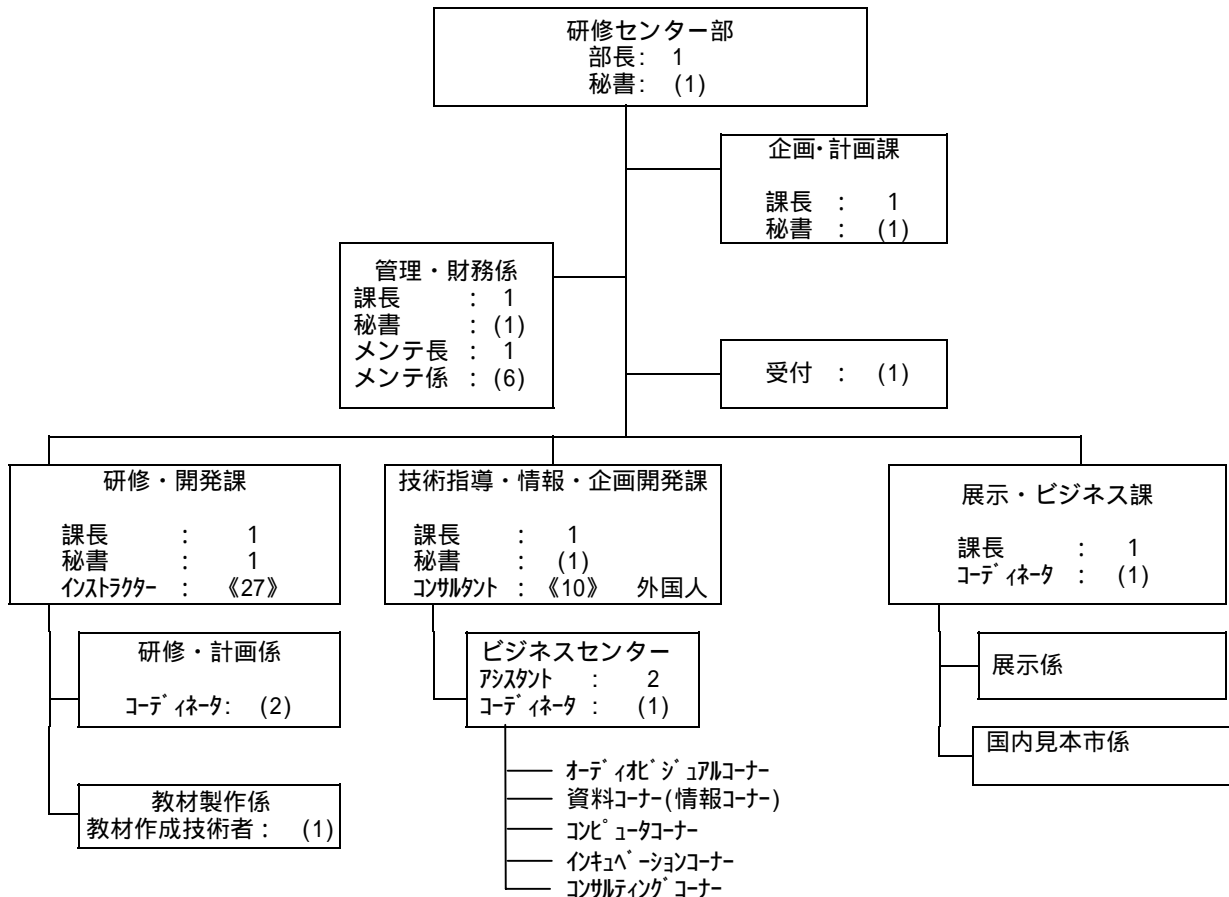 研修センター部
部長: 1
秘書: (1)
企画・計画課
課長 : 1
秘書 : (1)
管理・財務係
課長 : 1
秘書 : (1)
メンテ長 : 1
メンテ係 : (6)
受付 : (1)
研修・開発課
課長 : 1
秘書 : 1
ｲﾝｽﾄﾗｸﾀｰ : 《27》
技術指導・情報・企画開発課
課長 : 1
秘書 : (1)
ｺﾝｻﾙﾀﾝﾄ : 《10》 外国人
展示・ビジネス課
課長 : 1
ｺｰﾃﾞｨﾈｰﾀ : (1)
研修・計画係
ｺｰﾃﾞｨﾈｰﾀ: (2)
教材製作係
教材作成技術者: (1)
ビジネスセンター
ｱｼｽﾀﾝﾄ : 2
ｺｰﾃﾞｨﾈｰﾀ : (1)
ｵｰﾃﾞｨｵﾋﾞｼﾞｭｱﾙｺｰﾅｰ
資料ｺｰﾅｰ(情報ｺｰﾅｰ)
ｺﾝﾋﾟｭｰﾀｺｰﾅｰ
ｲﾝｷｭﾍﾞｰｼｮﾝｺｰﾅｰ
ｺﾝｻﾙﾃｨﾝｸﾞｺｰﾅｰ
展示係
国内見本市係